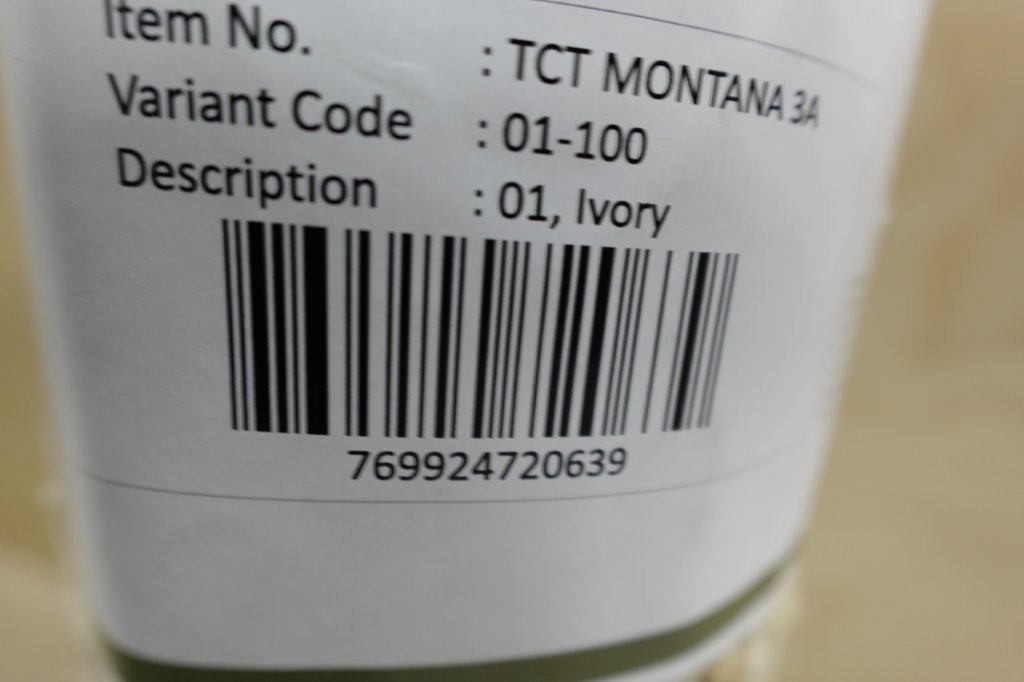 Item No. : TCT MONTANA 3A
Variant Code : 01-100
Description : 01, Ivory
769924720639